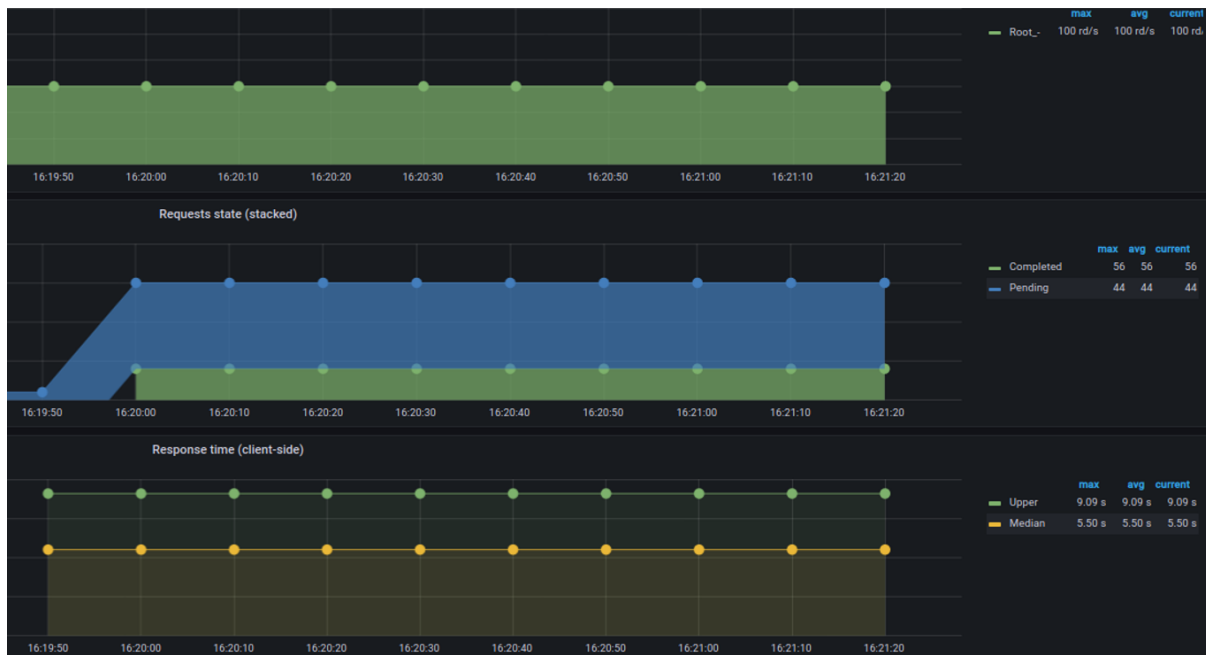 max avg current
Root_- 100 rd/s 100 rd/s 100 rd/
16:19:50 16:20:00 16:20:10 16:20:20 16:20:30 16:20:40 16:20:50 16:21:00 16:21:10 16:21:20
Requests state (stacked)
max avg current
Completed 56 56 56
Pending 44 44 44
16:19:50 16:20:00 16:20:10 16:20:20 16:20:30 16:20:40 16:20:50 16:21:00 16:21:10 16:21:20
Response time (client-side)
max avg current
Upper 9.09 s 9.09 s 9.09 s
Median 5.50 s 5.50 s 5.50 s
16:19:50 16:20:00 16:20:10 16:20:20 16:20:30 16:20:40 16:20:50 16:21:00 16:21:10 16:21:20